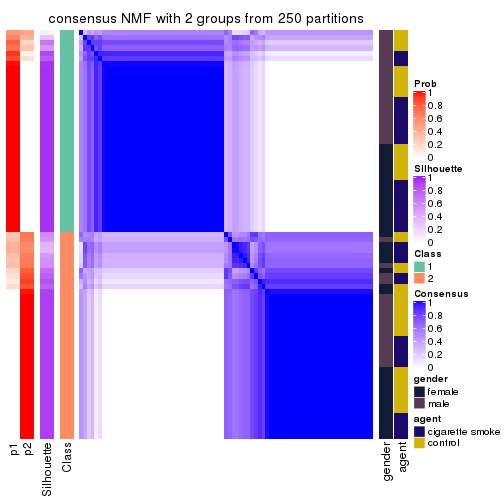 consensus NMF with 2 groups from 250 partitions
Prob
1
0.8
0.6
0.4
0.2
0
Silhouette
1
0.8
0.6
0.4
0.2
0
Class
1
2
Consensus
1
0.8
0.6
0.4
0.2
0
gender
female
male
agent
cigarette smoke
control
p1
p2
Silhouette
Class
gender
agent